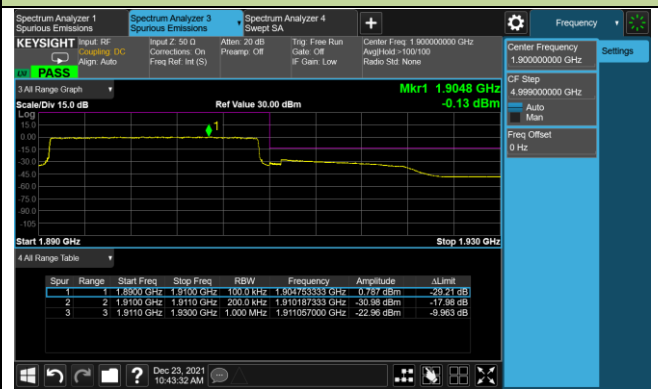 Spectrum Analyzer 1
Spurious Emissions
Spectrum Analyzer 3
Spurious Emissions
Spectrum Analyzer 4
Swept SA
+
Frequency
KEYSIGHT
Input: RF
Coupling: DC
Align: Auto
Input Z: 50 Ω
Corrections: On
Freq Ref: Int (S)
Atten: 20 dB
Preamp: Off
Trig: Free Run
Gate: Off
IF Gain: Low
Center Freq: 1.900000000 GHz
Avg|Hold:>100/100
Radio Std: None
PASS
Center Frequency
1.900000000 GHz
Settings
CF Step
4.999000000 GHz
Auto
Man
Freq Offset
0 Hz
3 All Range Graph
Mkr1 1.9048 GHz
Scale/Div 15.0 dB
Ref Value 30.00 dBm
-0.13 dBm
Log
15.0
0.00
-15.0
-30.0
-45.0
-60.0
-75.0
-90.0
-105
1
Start 1.890 GHz
Stop 1.930 GHz
4 All Range Table
Spur Range Start Freq Stop Freq RBW Frequency Amplitude ΔLimit
1 1 1.8900 GHz 1.9100 GHz 100.0 kHz 1.904753333 GHz 0.787 dBm -29.21 dB
2 2 1.9100 GHz 1.9110 GHz 200.0 kHz 1.910187333 GHz -30.98 dBm -17.98 dB
3 3 1.9110 GHz 1.9300 GHz 1.000 MHz 1.911057000 GHz -22.96 dBm -9.963 dB
?
Dec 23, 2021
10:43:32 AM